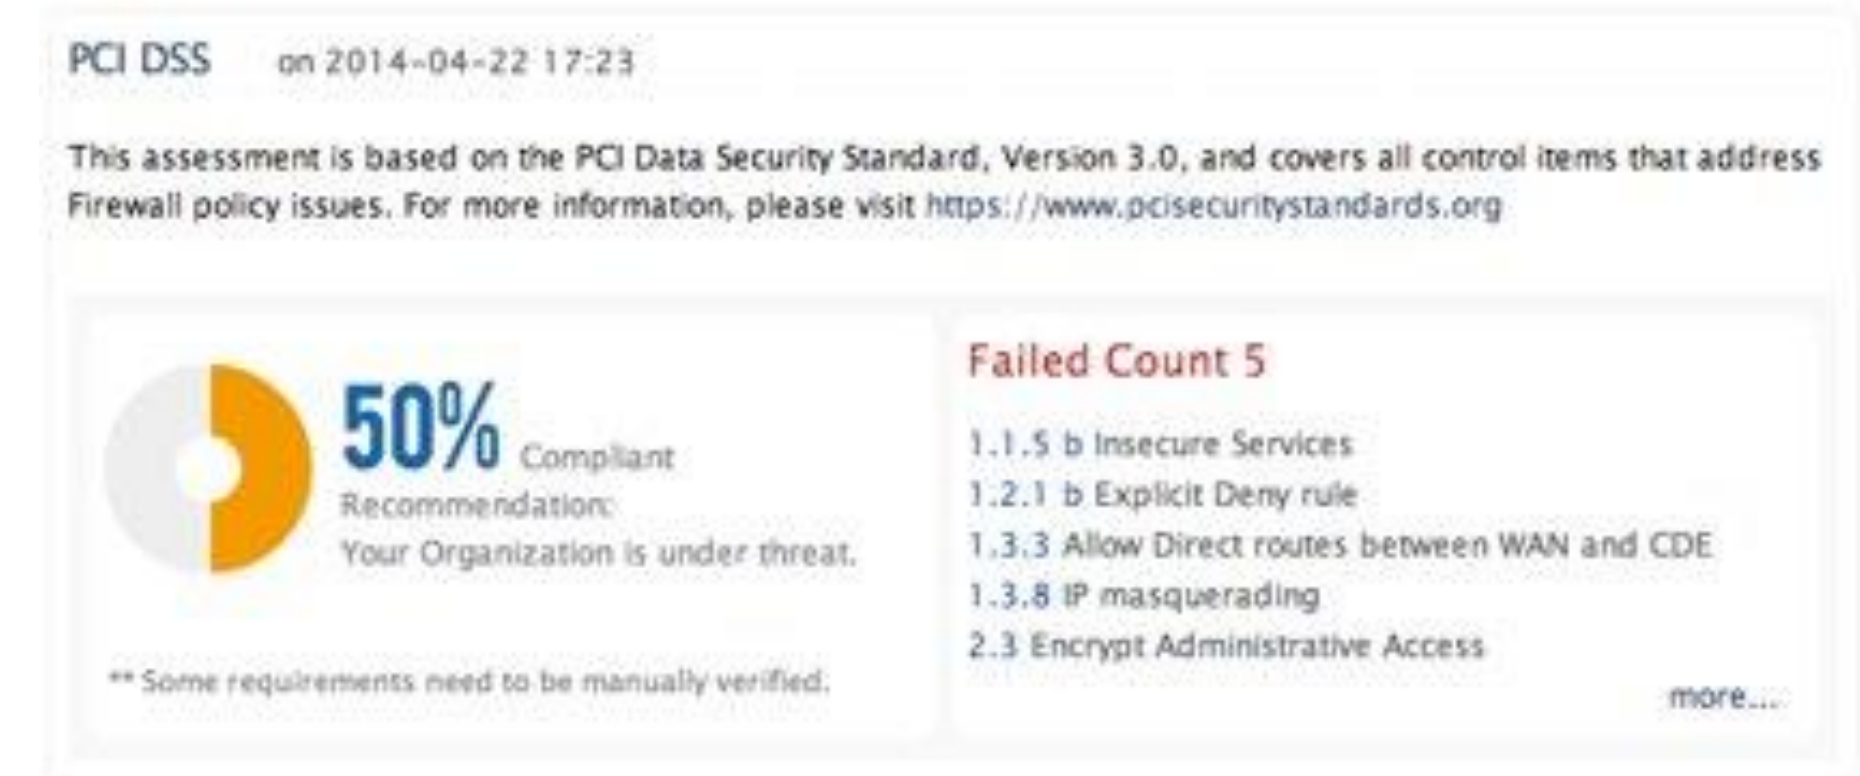 PCI DSS on 2014-04-22 17:23
This assessment is based on the PCI Data Security Standard, Version 3.0, and covers all control items that address
Firewall policy issues. For more information, please visit https://www.pcisecuritystandards.org
50% Compliant
Recommendation:
Your Organization is under threat.
** Some requirements need to be manually verified.
Failed Count 5
1.1.5 b Insecure Services
1.2.1 b Explicit Deny rule
1.3.3 Allow Direct routes between WAN and CDE
1.3.8 IP masquerading
2.3 Encrypt Administrative Access
more....